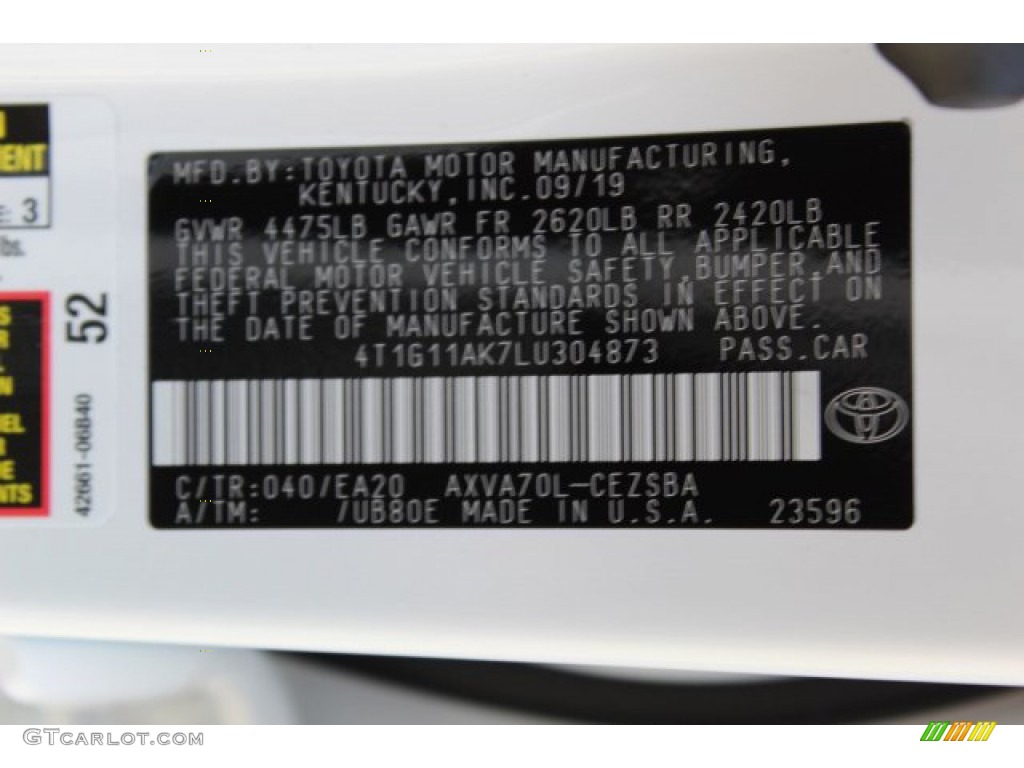 MENT
3
lbs.
52
42661-06B40
MFD.BY:TOYOTA MOTOR MANUFACTURING,
KENTUCKY,INC.09/19
GVWR 4475LB GAWR FR 2620LB RR 2420LB
THIS VEHICLE CONFORMS TO ALL APPLICABLE
FEDERAL MOTOR VEHICLE SAFETY,BUMPER,AND
THEFT PREVENTION STANDARDS IN EFFECT ON
THE DATE OF MANUFACTURE SHOWN ABOVE.
4T1G11AK7LU304873 PASS.CAR
C/TR:040/EA20 AXVA70L-CEZSBA
A/TM: /UB80E MADE IN U.S.A. 23596
GTCarlot.com